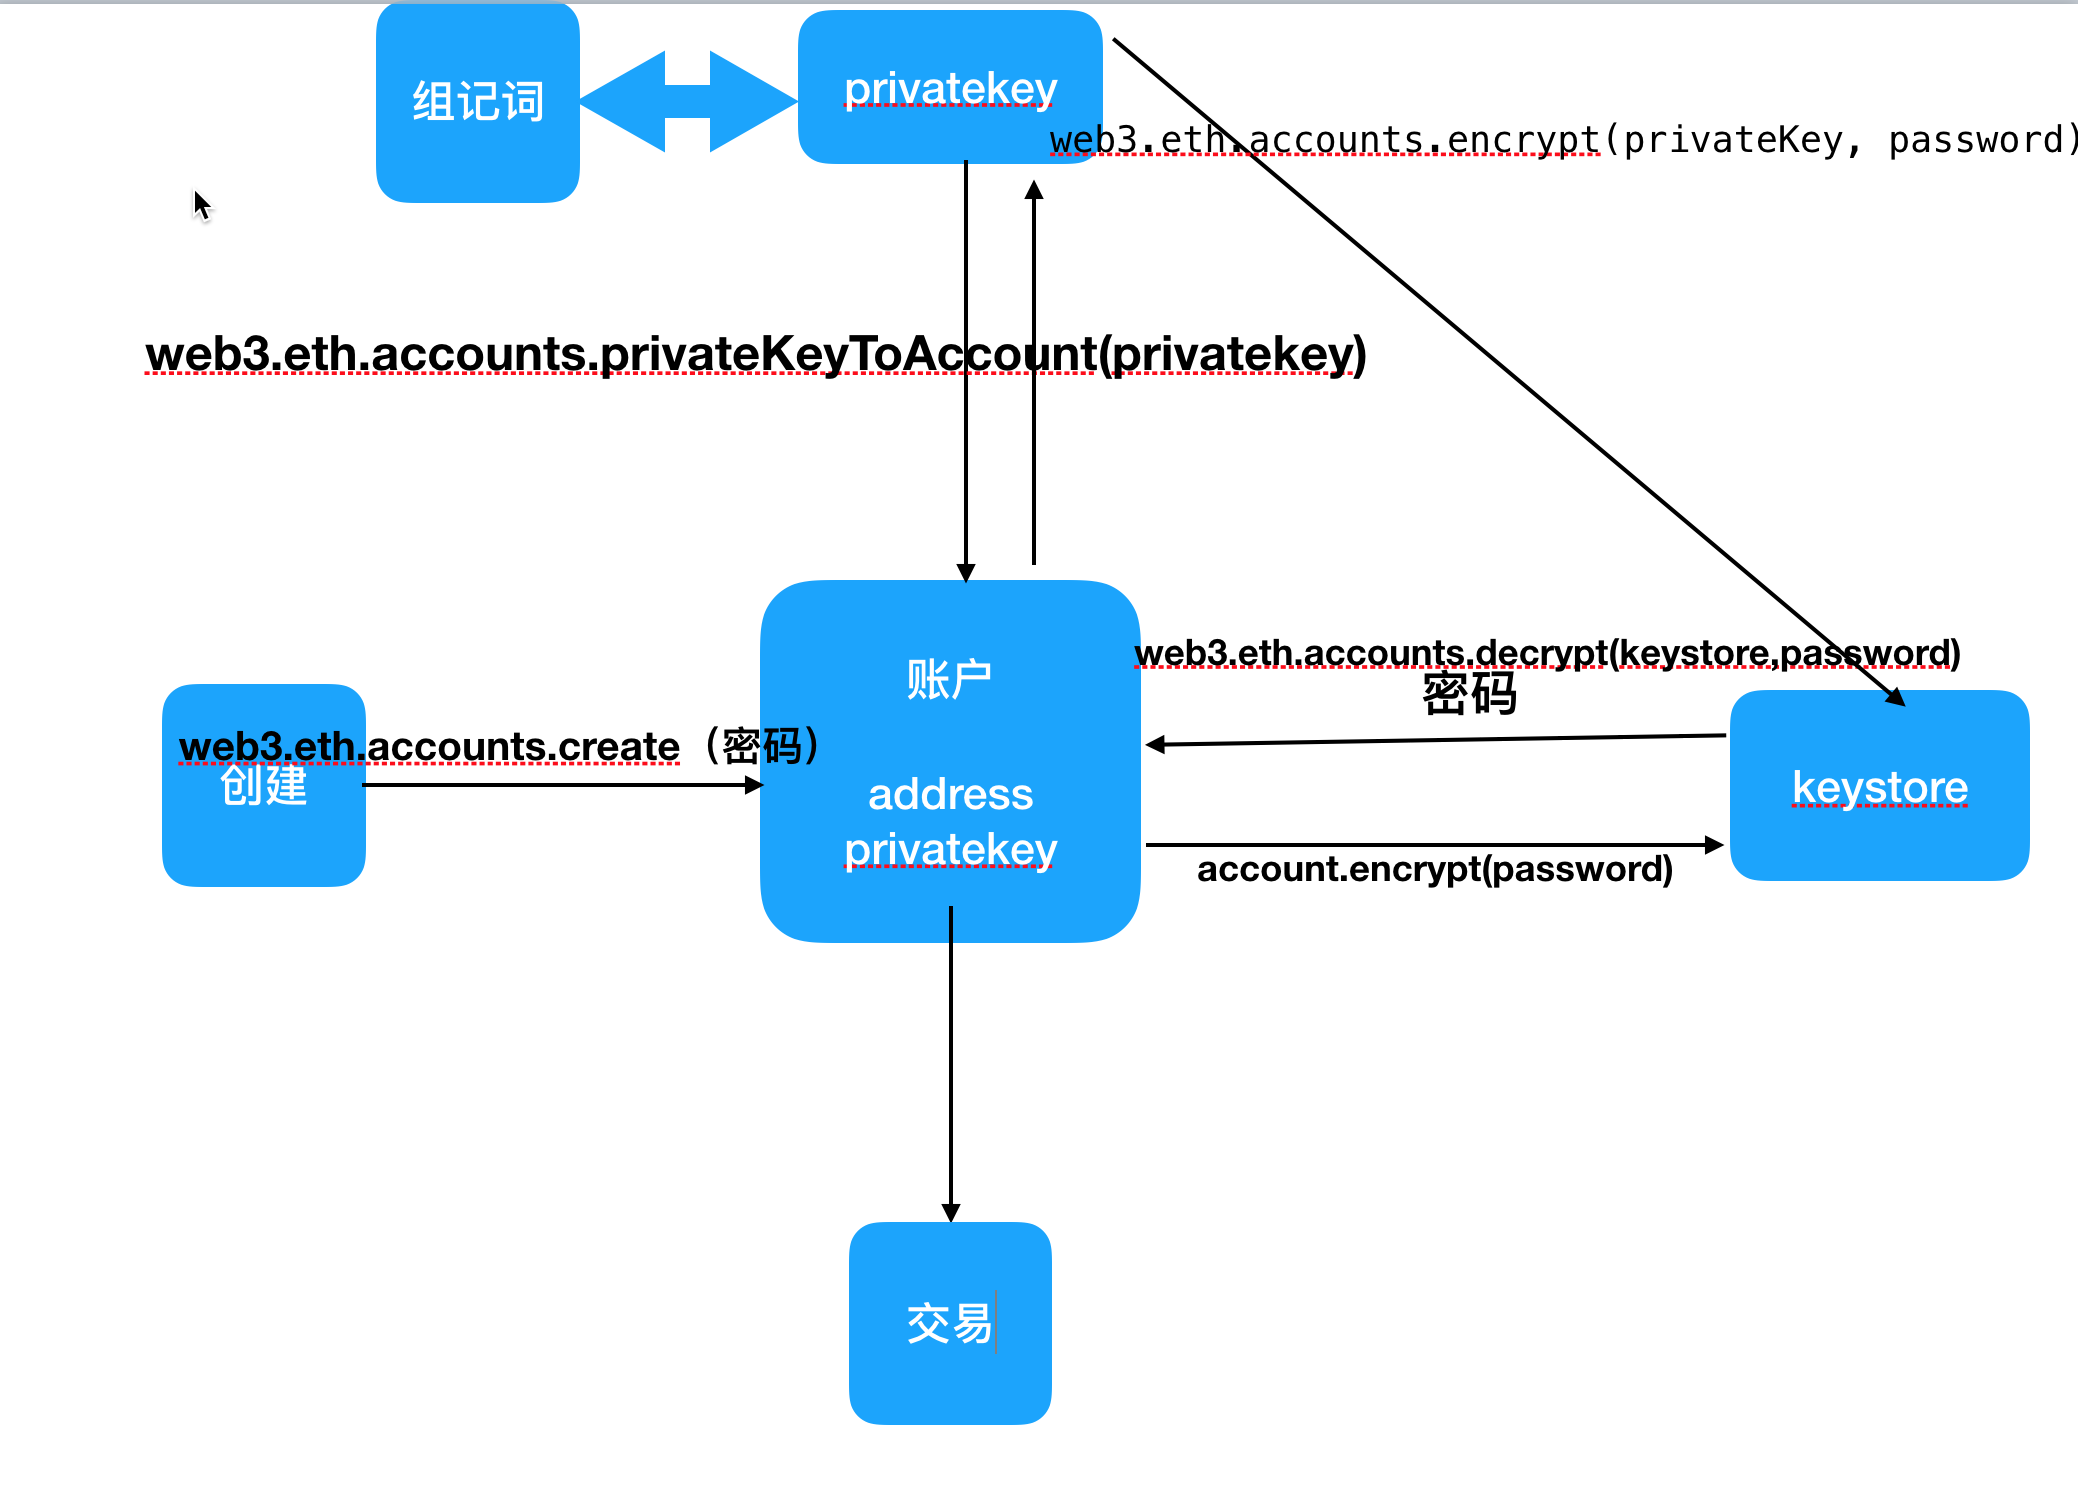 组记词
privatekey
web3.eth.accounts.encrypt(privateKey, password)
web3.eth.accounts.privateKeyToAccount(privatekey)
web3.eth.accounts.decrypt(keystore,password)
密码
账户
web3.eth.accounts.create（密码）
创建
address
privatekey
keystore
account.encrypt(password)
交易